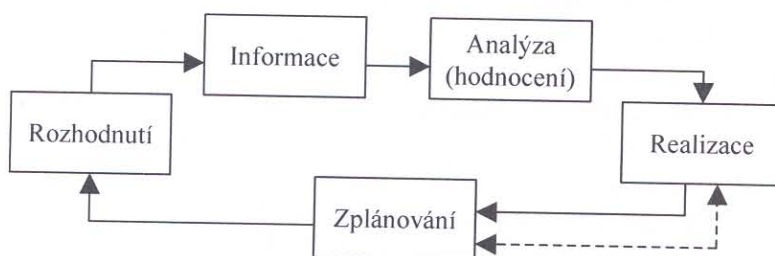 Informace
Analýza
(hodnocení)
Rozhodnutí
Realizace
Zplánování